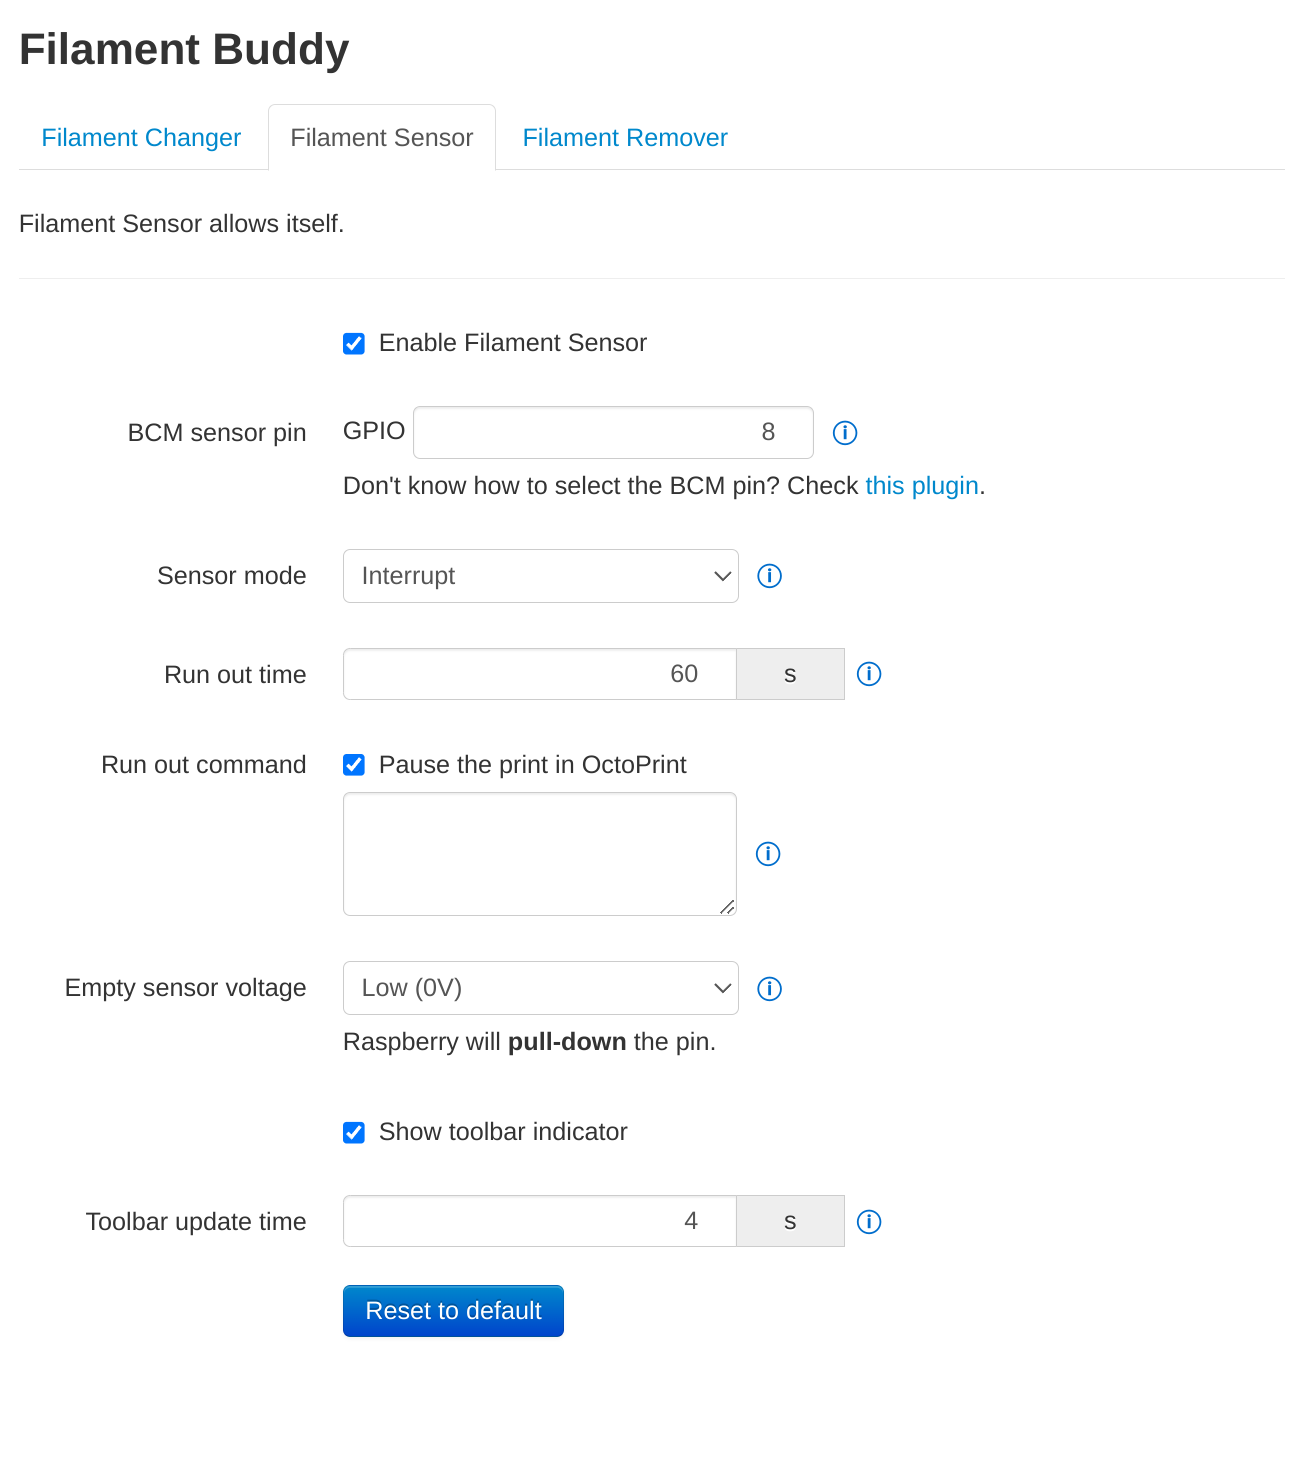 Filament Buddy
Filament Changer Filament Sensor Filament Remover
Filament Sensor allows itself.
Enable Filament Sensor
BCM sensor pin GPIO 8
Don't know how to select the BCM pin? Check this plugin.
Sensor mode Interrupt
Run out time 60 s
Run out command Pause the print in OctoPrint
Empty sensor voltage Low (0V)
Raspberry will pull-down the pin.
Show toolbar indicator
Toolbar update time 4 s
Reset to default